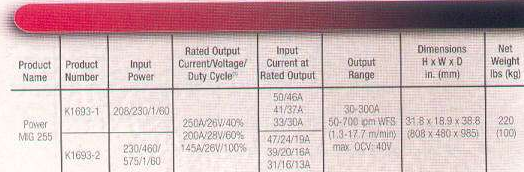 Product Name
Product Number
Input Power
Rated Output Current/Voltage/ Duty Cycle
Input Current at Rated Output
Output Range
Dimensions H x W x D in. (mm)
Net Weight lbs (kg)
Power MIG 255
K1693-1
208/230/1/60
K1693-2
230/460/
575/1/60
250A/26V/40%
200A/28V/60%
145A/26V/100%
50/46A
41/37A
33/30A
47/24/19A
39/20/16A
31/16/13A
30-300A
50-700 ipm WFS
(1.3-17.7 m/min)
max. OCV: 40V
31.8 x 18.9 x 38.8
(808 x 480 x 985)
220
(100)